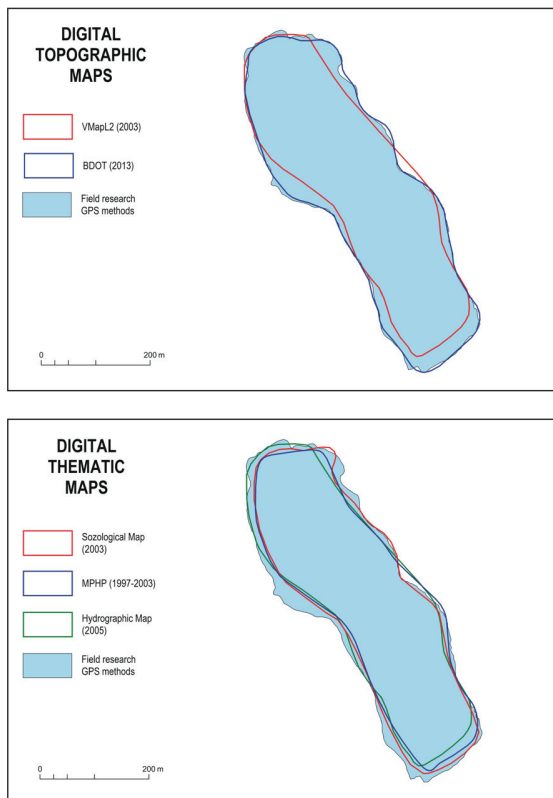 DIGITAL
TOPOGRAPHIC
MAPS
VMapL2 (2003)
BDOT (2013)
Field research
GPS methods
0
200 m
DIGITAL
THEMATIC
MAPS
Sozological Map
(2003)
MPHP (1997-2003)
Hydrographic Map
(2005)
Field research
GPS methods
0
200 m